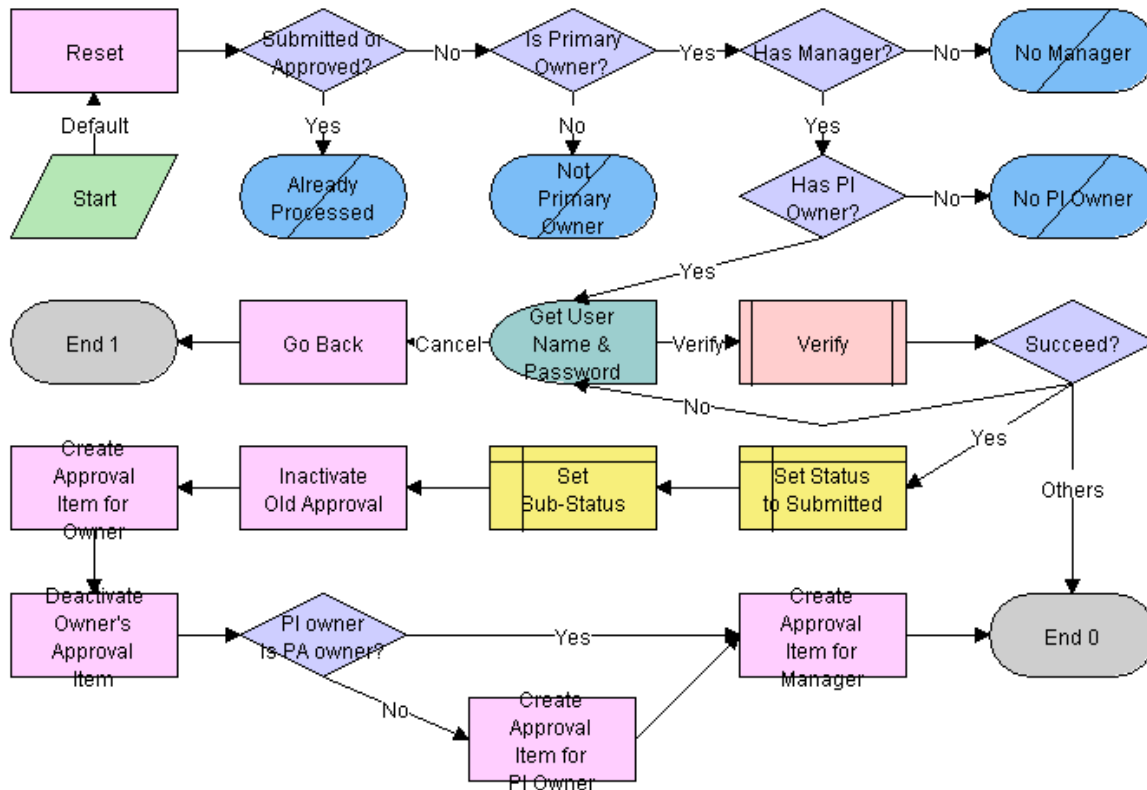 Reset
Submitted or
Approved?
No
Is Primary
Owner?
Yes
Has Manager?
No
No Manager
Default
Yes
No
Yes
Start
Already
Processed
Not
Primary
Owner
Has PI
Owner?
No
No PI Owner
Yes
End 1
Go Back
Cancel
Get User
Name &
Password
Verify
Verify
Succeed?
No
Yes
Others
Create
Approval
Item for
Owner
Inactivate
Old Approval
Set
Sub-Status
Set Status
to Submitted
Deactivate
Owner's
Approval
Item
PI owner
Is PA owner?
Yes
Create
Approval
Item for
Manager
End 0
No
Create
Approval
Item for
PI Owner